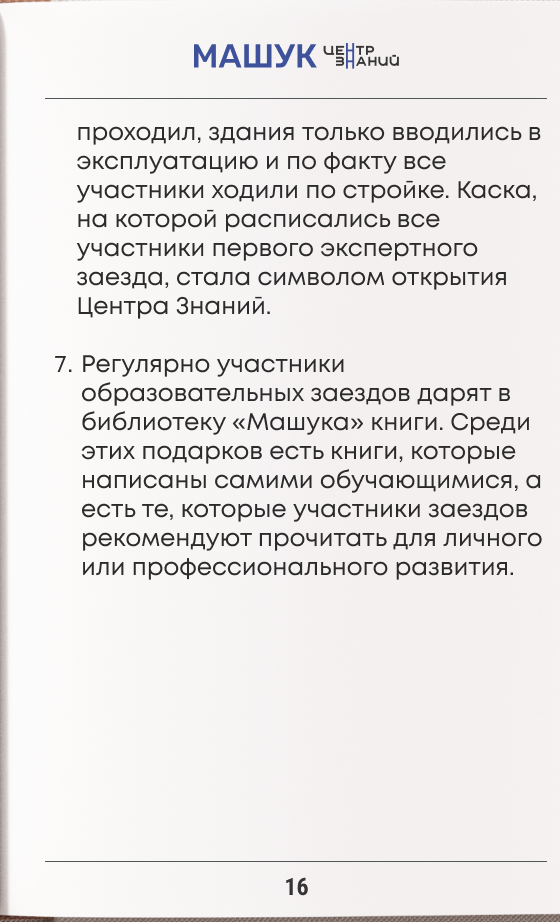 МАШУК ЦЕНТР
ЗНАНИЙ
проходил, здания только вводились в
эксплуатацию и по факту все
участники ходили по стройке. Каска,
на которой расписались все
участники первого экспертного
заезда, стала символом открытия
Центра Знаний.
7. Регулярно участники
образовательных заездов дарят в
библиотеку «Машука» книги. Среди
этих подарков есть книги, которые
написаны самими обучающимися, а
есть те, которые участники заездов
рекомендуют прочитать для личного
или профессионального развития.
16